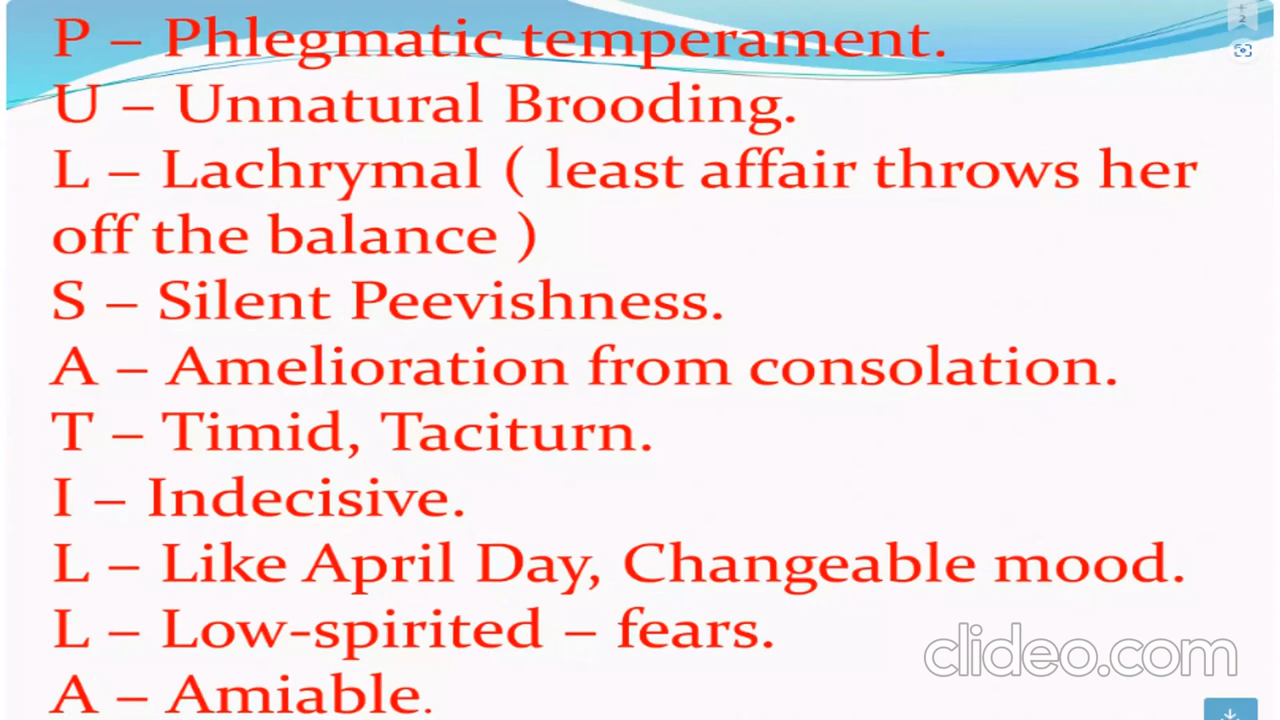 P – Phlegmatic temperament.
U – Unnatural Brooding.
L – Lachrymal ( least affair throws her
off the balance )
S – Silent Peevishness.
A – Amelioration from consolation.
T – Timid, Taciturn.
I – Indecisive.
L – Like April Day, Changeable mood.
L – Low-spirited – fears.
A – Amiable.
clideo.com
2